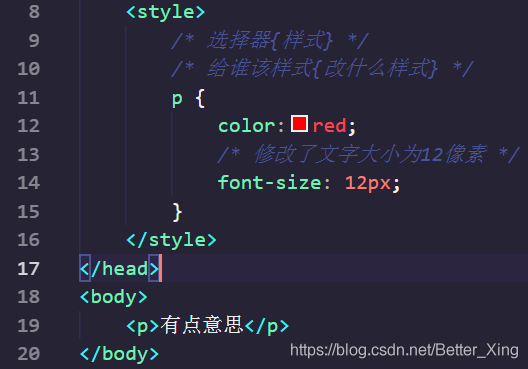 8 <style>
9 /* 选择器{样式} */
10 /* 给谁该样式{改什么样式} */
11 p {
12 color: red;
13 /* 修改了文字大小为12像素 */
14 font-size: 12px;
15 }
16 </style>
17 </head>
18 <body>
19 <p>有点意思</p>
20 </body>
https://blog.csdn.net/Better_Xing